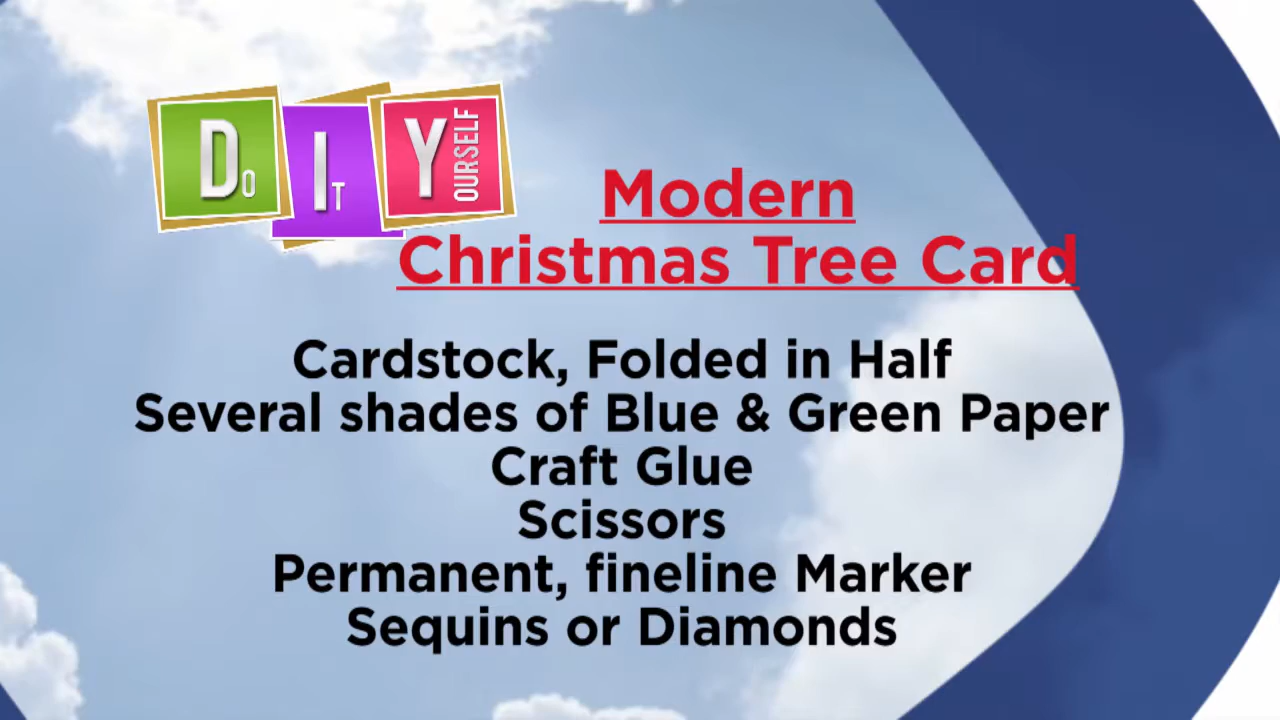 Do It Yourself
Modern
Christmas Tree Card
Cardstock, Folded in Half
Several shades of Blue & Green Paper
Craft Glue
Scissors
Permanent, fineline Marker
Sequins or Diamonds